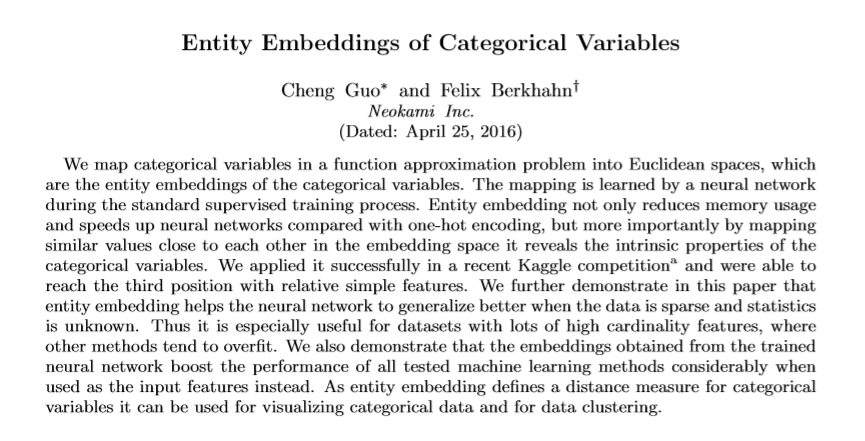 Entity Embeddings of Categorical Variables
Cheng Guo* and Felix Berkhahn†
Neokami Inc.
(Dated: April 25, 2016)
We map categorical variables in a function approximation problem into Euclidean spaces, which
are the entity embeddings of the categorical variables. The mapping is learned by a neural network
during the standard supervised training process. Entity embedding not only reduces memory usage
and speeds up neural networks compared with one-hot encoding, but more importantly by mapping
similar values close to each other in the embedding space it reveals the intrinsic properties of the
categorical variables. We applied it successfully in a recent Kaggle competitionᵃ and were able to
reach the third position with relative simple features. We further demonstrate in this paper that
entity embedding helps the neural network to generalize better when the data is sparse and statistics
is unknown. Thus it is especially useful for datasets with lots of high cardinality features, where
other methods tend to overfit. We also demonstrate that the embeddings obtained from the trained
neural network boost the performance of all tested machine learning methods considerably when
used as the input features instead. As entity embedding defines a distance measure for categorical
variables it can be used for visualizing categorical data and for data clustering.